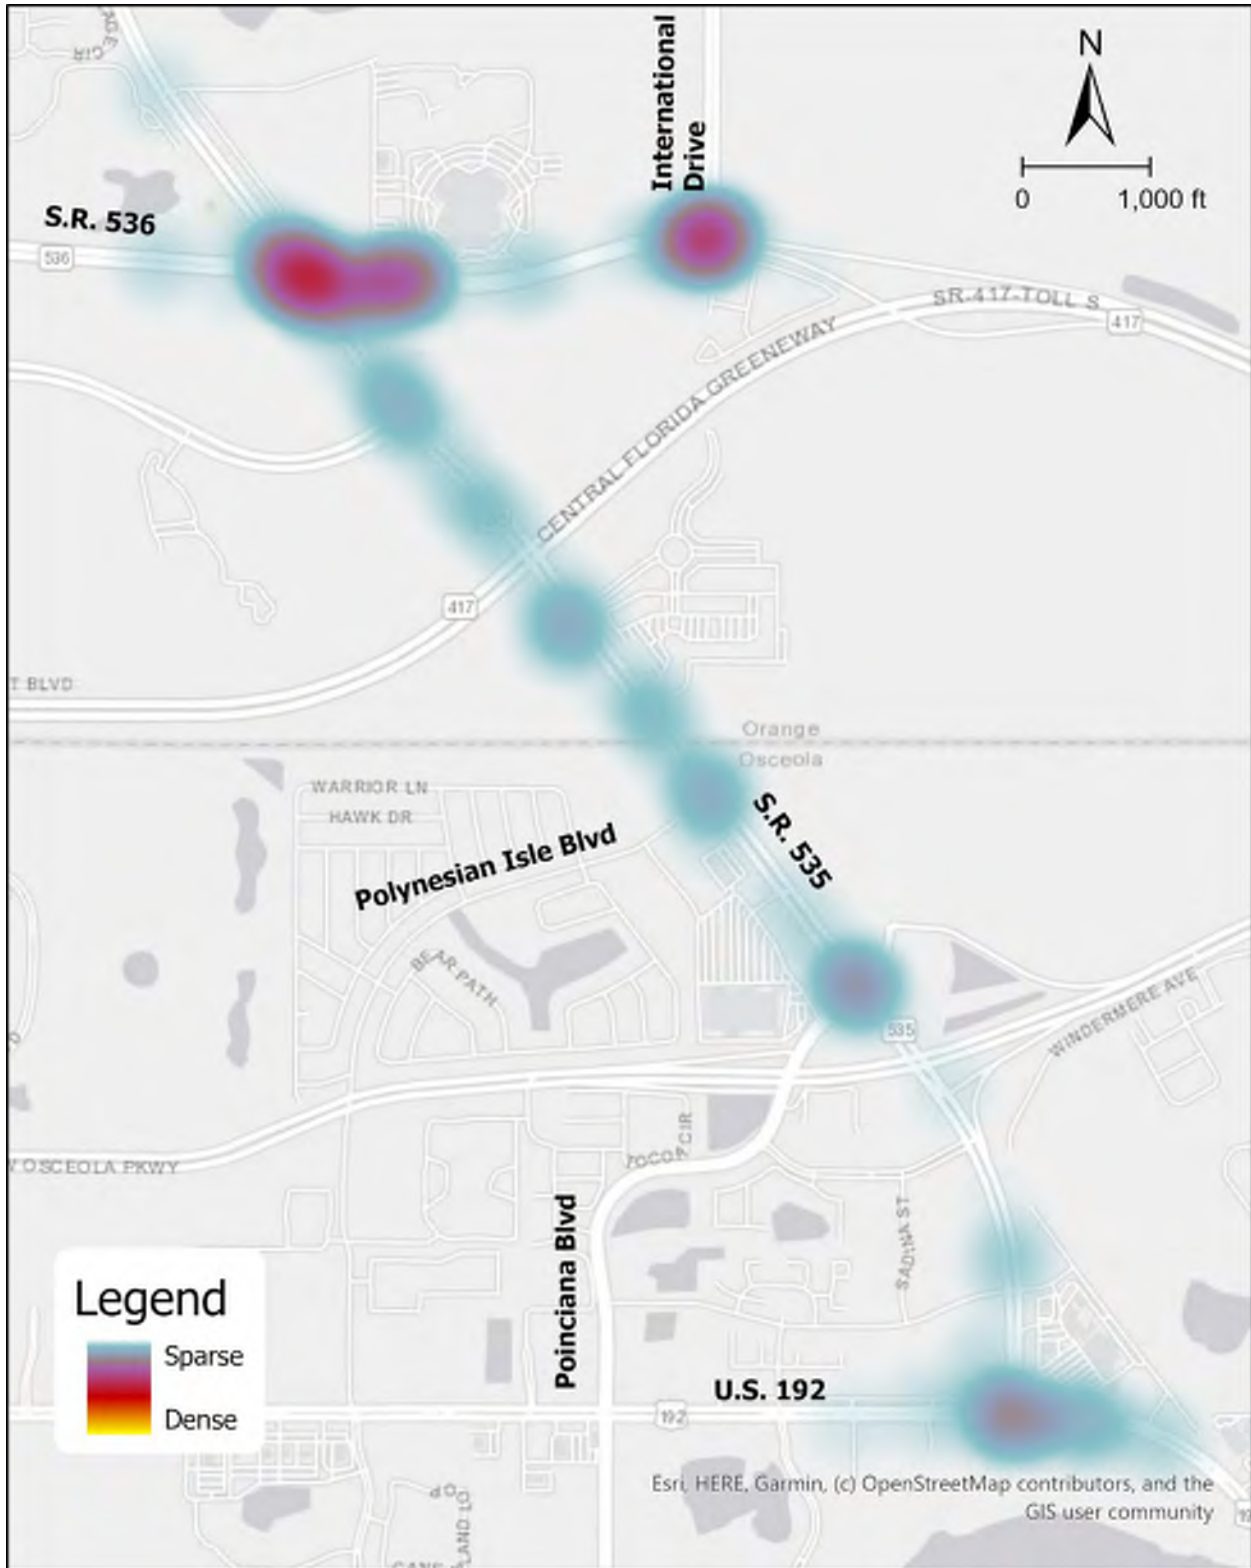 International
Drive
N
0 1,000 ft
S.R. 536
536
SR-417-TOLL S
417
CENTRAL FLORIDA GREENEWAY
417
T BLVD
Orange
Osceola
WARRIOR LN
HAWK DR
S.R. 535
Polynesian Isle Blvd
BEAR PATH
535
WINDERMERE AVE
OSCEOLA PKWY
CIR
Poinciana Blvd
ST
Legend
Sparse
Dense
U.S. 192
192
Esri, HERE, Garmin, (c) OpenStreetMap contributors, and the
GIS user community